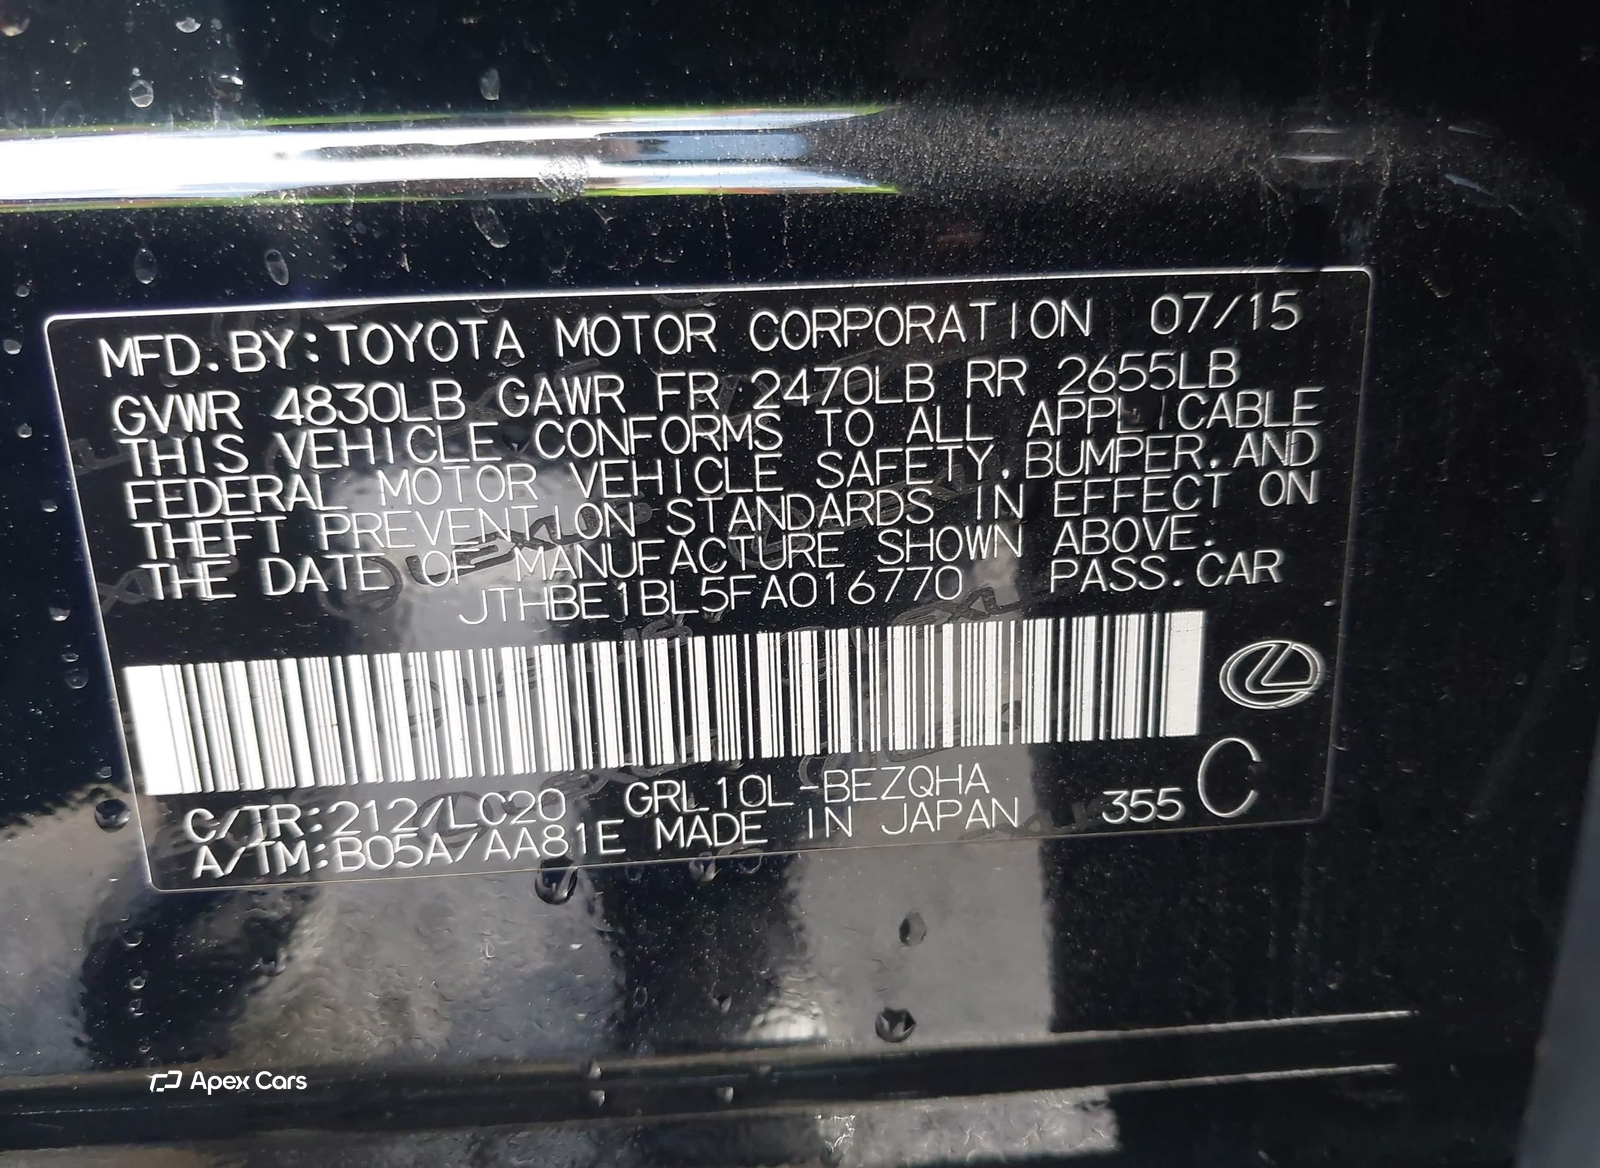 MFD.BY:TOYOTA MOTOR CORPORATION 07/15
GVWR 4830LB GAWR FR 2470LB RR 2655LB
THIS VEHICLE CONFORMS TO ALL APPLICABLE
FEDERAL MOTOR VEHICLE SAFETY,BUMPER,AND
THEFT PREVENTION STANDARDS IN EFFECT ON
THE DATE OF MANUFACTURE SHOWN ABOVE.
JTHBE1BL5FA016770 PASS.CAR
C/TR:212/LC20 GRL10L-BEZQHA
A/TM:B05A/AA81E MADE IN JAPAN 355 C
Apex Cars